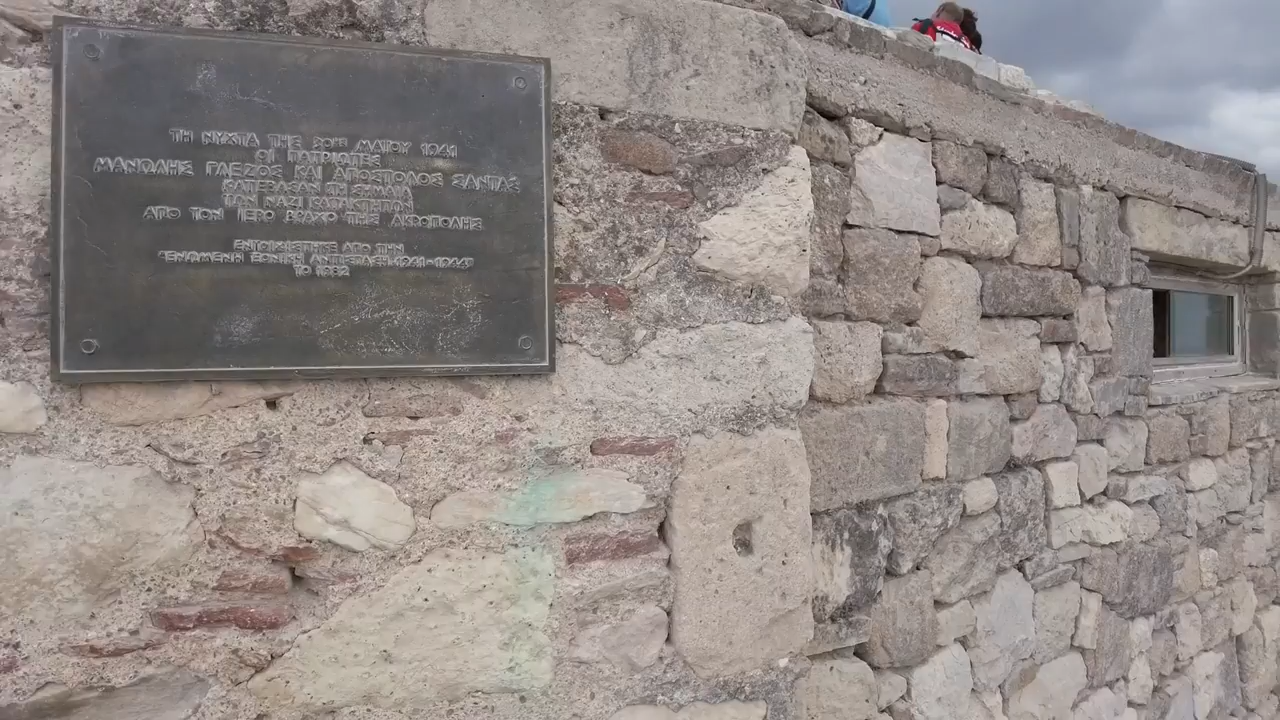 ΤΗ ΝΥΧΤΑ ΤΗΣ 30ης ΜΑΪΟΥ 1941
ΟΙ ΠΑΤΡΙΩΤΕΣ
ΜΑΝΩΛΗΣ ΓΛΕΖΟΣ ΚΑΙ ΑΠΟΣΤΟΛΟΣ ΣΑΝΤΑΣ
ΚΑΤΕΒΑΣΑΝ ΤΗ ΣΗΜΑΙΑ
ΤΩΝ ΝΑΖΙ ΚΑΤΑΚΤΗΤΩΝ
ΑΠΟ ΤΟΝ ΙΕΡΟ ΒΡΑΧΟ ΤΗΣ ΑΚΡΟΠΟΛΗΣ
ΕΝΤΟΙΧΙΣΤΗΚΕ ΑΠΟ ΤΗΝ
"ΕΝΩΜΕΝΗ ΕΘΝΙΚΗ ΑΝΤΙΣΤΑΣΗ 1941-1944"
ΤΟ 1982